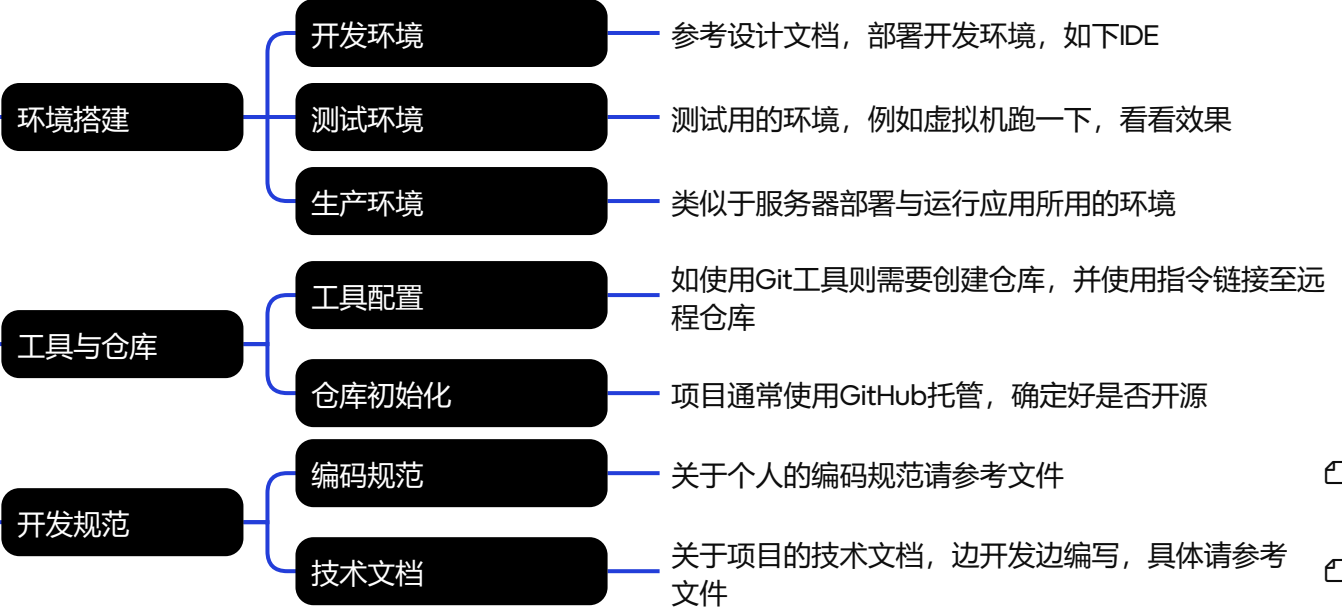 开发环境
参考设计文档，部署开发环境，如下IDE
环境搭建
测试环境
测试用的环境，例如虚拟机跑一下，看看效果
生产环境
类似于服务器部署与运行应用所用的环境
工具与仓库
工具配置
如使用Git工具则需要创建仓库，并使用指令链接至远
程仓库
仓库初始化
项目通常使用GitHub托管，确定好是否开源
开发规范
编码规范
关于个人的编码规范请参考文件
技术文档
关于项目的技术文档，边开发边编写，具体请参考
文件